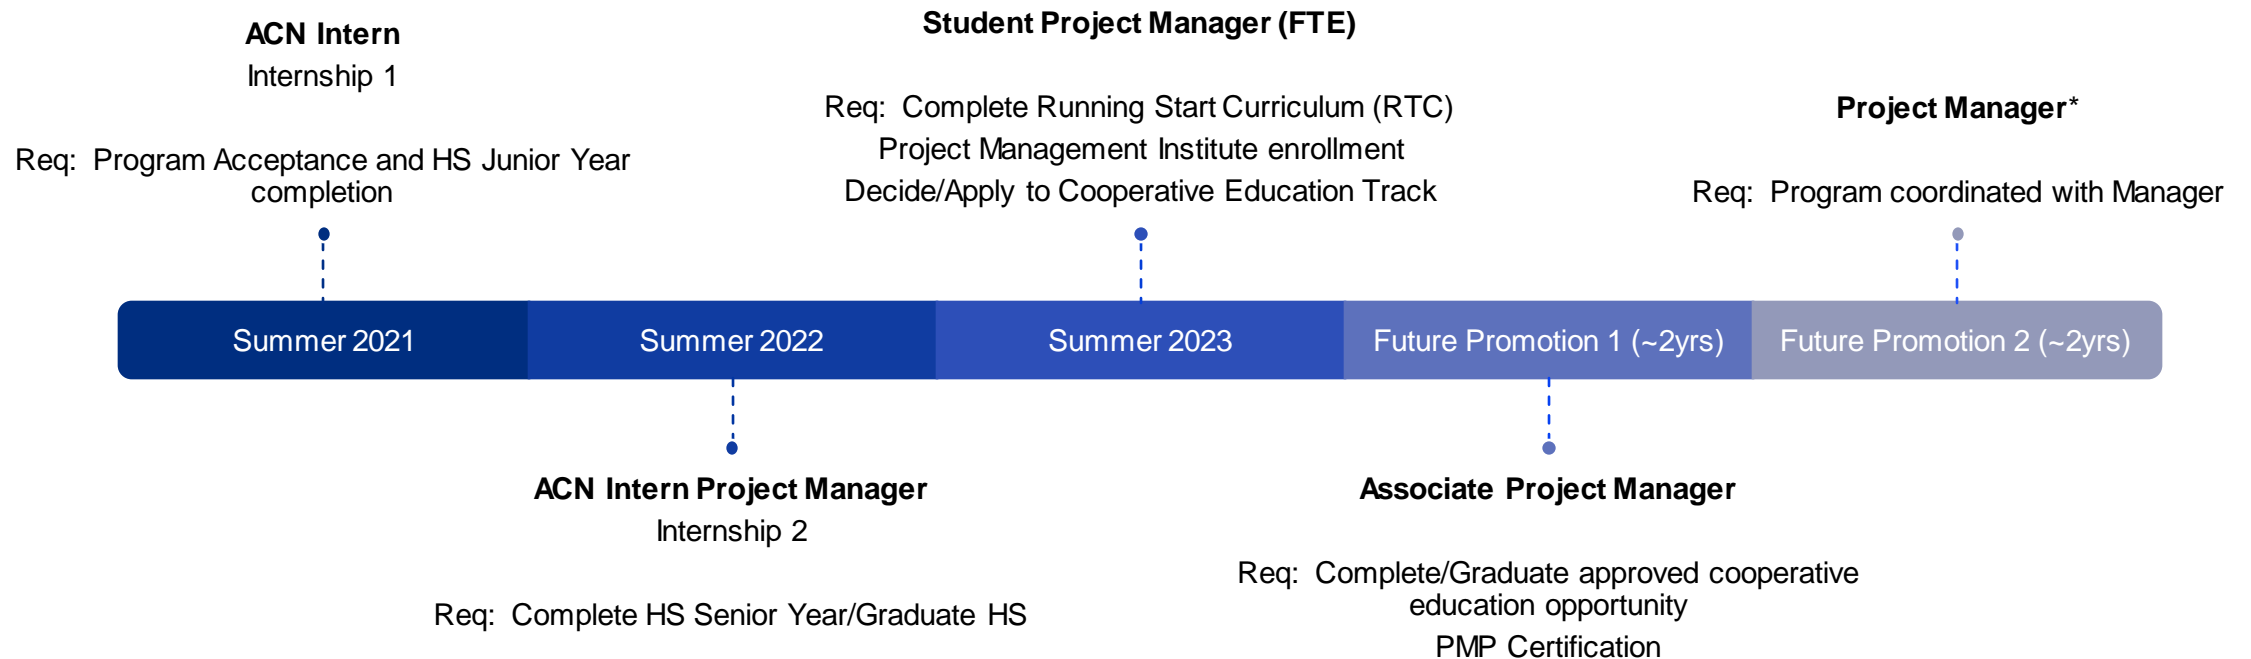 ACN Intern
Internship 1
Req: Program Acceptance and HS Junior Year
completion
Student Project Manager (FTE)
Req: Complete Running Start Curriculum (RTC)
Project Management Institute enrollment
Decide/Apply to Cooperative Education Track
Project Manager*
Req: Program coordinated with Manager
Summer 2021
Summer 2022
Summer 2023
Future Promotion 1 (~2yrs)
Future Promotion 2 (~2yrs)
ACN Intern Project Manager
Internship 2
Req: Complete HS Senior Year/Graduate HS
Associate Project Manager
Req: Complete/Graduate approved cooperative
education opportunity
PMP Certification